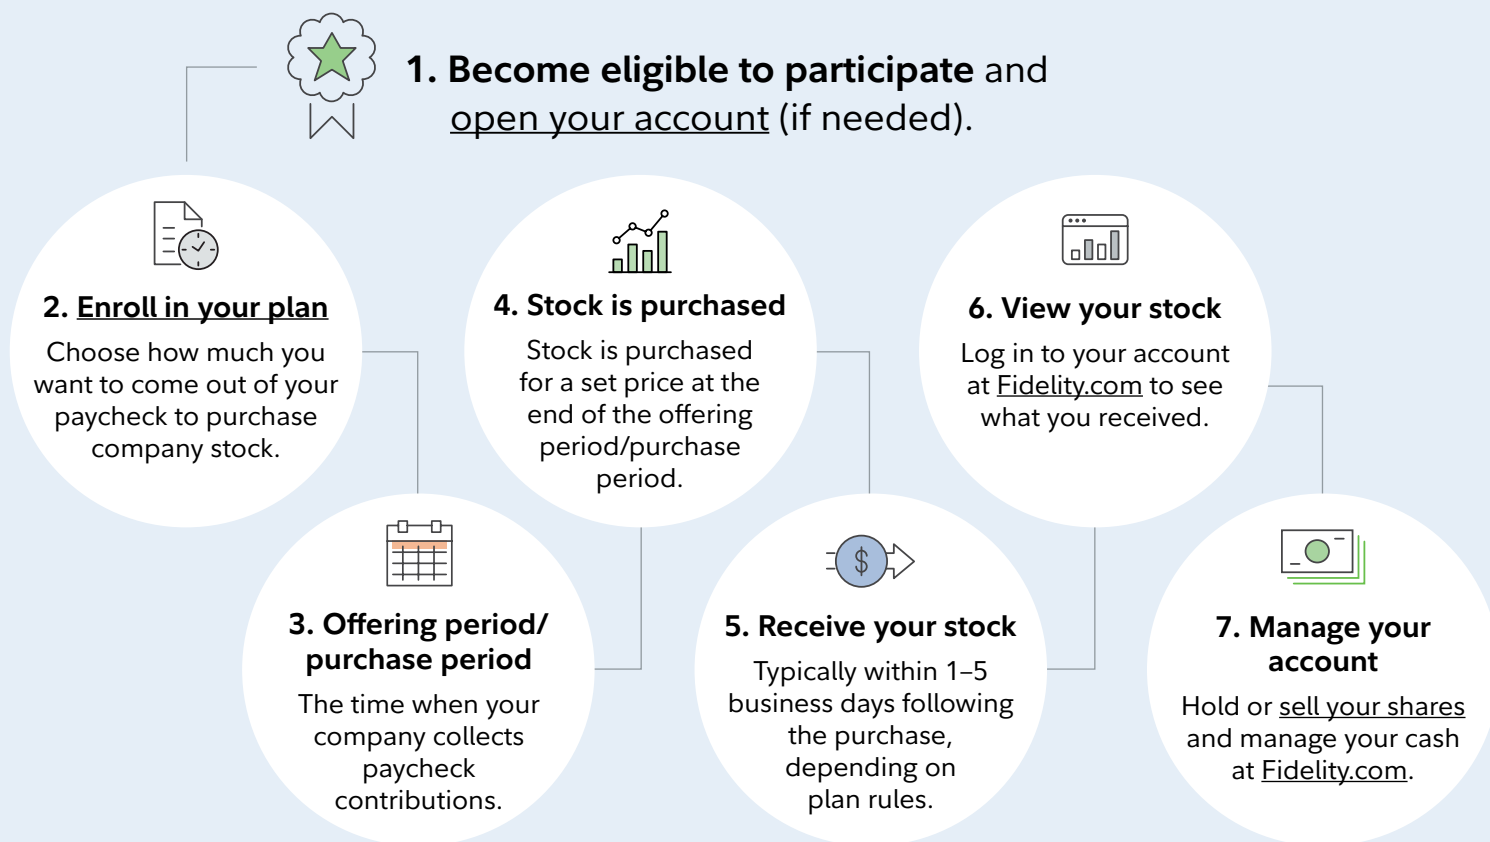 1. Become eligible to participate and
open your account (if needed).
2. Enroll in your plan
Choose how much you
want to come out of your
paycheck to purchase
company stock.
3. Offering period/
purchase period
The time when your
company collects
paycheck
contributions.
4. Stock is purchased
Stock is purchased
for a set price at the
end of the offering
period/purchase
period.
5. Receive your stock
Typically within 1–5
business days following
the purchase,
depending on
plan rules.
6. View your stock
Log in to your account
at Fidelity.com to see
what you received.
7. Manage your
account
Hold or sell your shares
and manage your cash
at Fidelity.com.